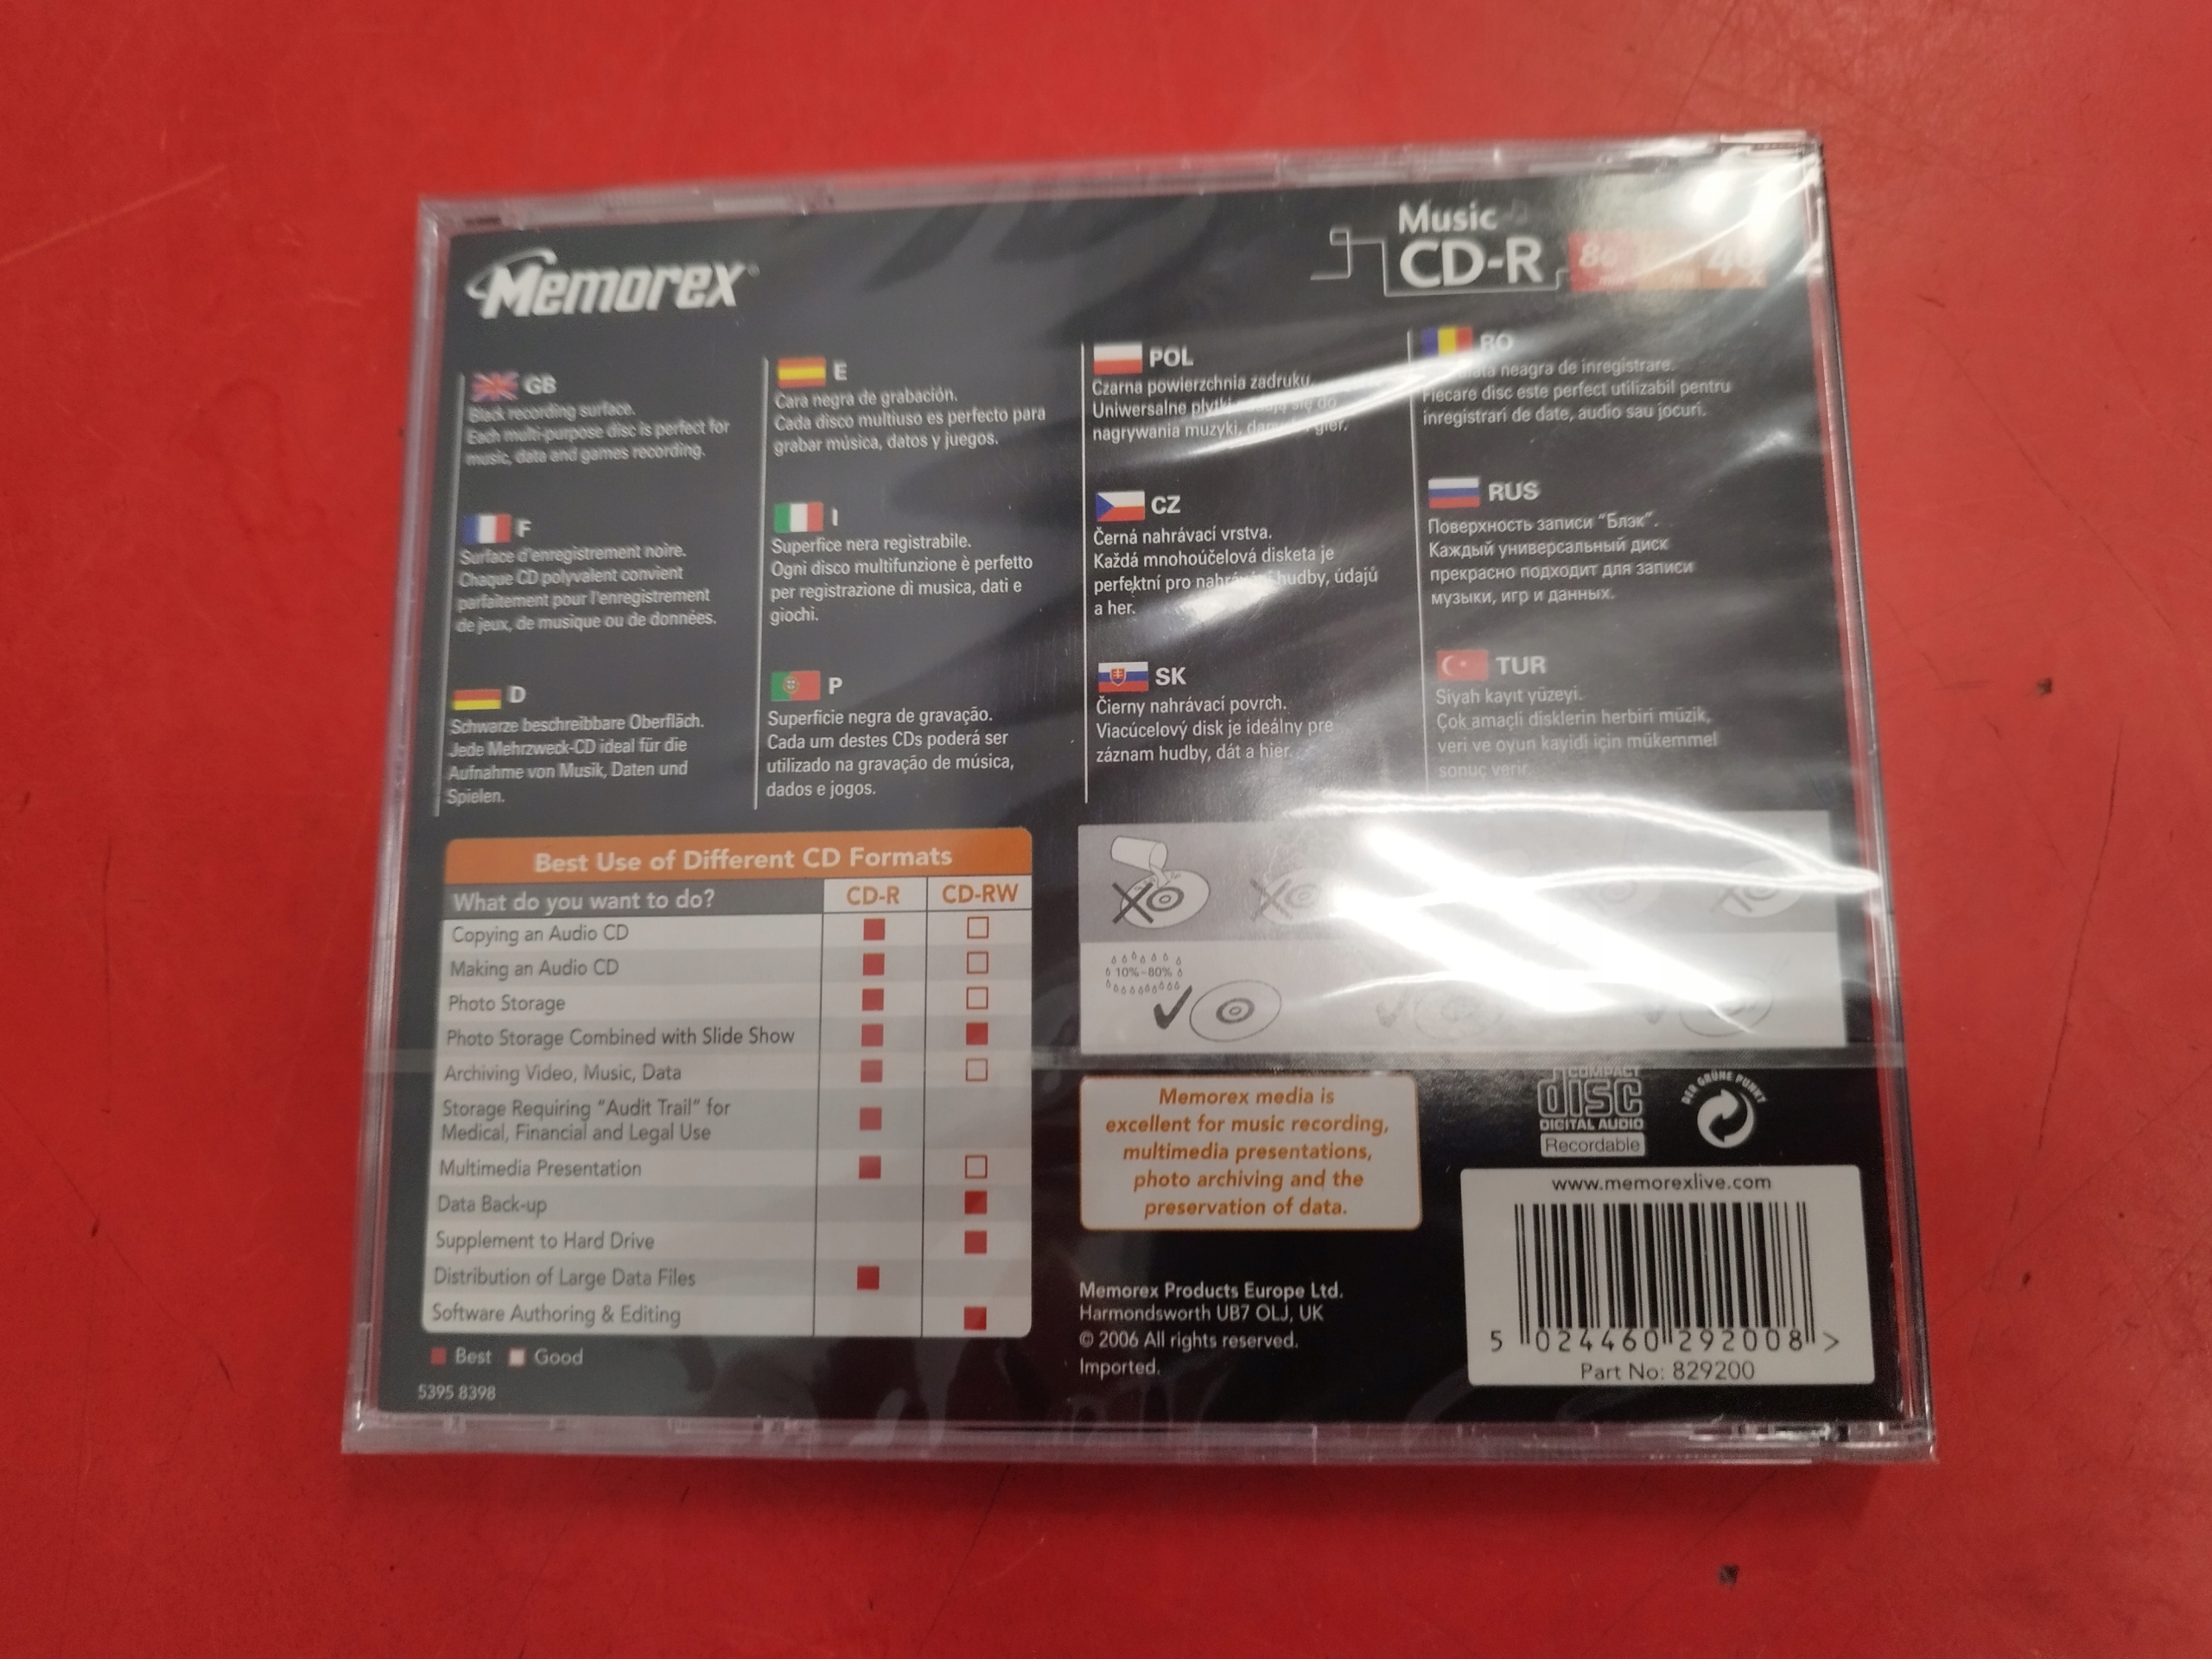 Memorex
Music
CD-R
80
GB
Black recording surface.
Each multi-purpose disc is perfect for
music, data and games recording.
F
Surface d'enregistrement noire.
Chaque CD polyvalent convient
parfaitement pour l'enregistrement
de jeux, de musique ou de données.
D
Schwarze beschreibbare Oberfläch.
Jede Mehrzweck-CD ideal für die
Aufnahme von Musik, Daten und
Spielen.
E
Cara negra de grabación.
Cada disco multiuso es perfecto para
grabar música, datos y juegos.
I
Superfice nera registrabile.
Ogni disco multifunzione è perfetto
per registrazione di musica, dati e
giochi.
P
Superficie negra de gravação.
Cada um destes CDs poderá ser
utilizado na gravação de música,
dados e jogos.
POL
Czarna powierzchnia zadruku.
Uniwersalne płytki się do
nagrywania muzyki, gier.
CZ
Černá nahrávací vrstva.
Každá mnohoúčelová disketa je
perfektní pro hudby, údajů
a her.
SK
Čierny nahrávací povrch.
Viacúcelový disk je ideálny pre
záznam hudby, dát a hier.
RO
neagra de inregistrare.
Fiecare disc este perfect utilizabil pentru
inregistrari de date, audio sau jocuri.
RUS
Поверхность записи "Блэк".
Каждый универсальный диск
прекрасно подходит для записи
музыки, игр и данных.
TUR
Siyah kayıt yüzeyi.
Çok amaçli disklerin herbiri müzik,
veri ve oyun kayidi için mükemmel
sonuç verir.
Best Use of Different CD Formats
What do you want to do? CD-R CD-RW
Copying an Audio CD
Making an Audio CD
Photo Storage
Photo Storage Combined with Slide Show
Archiving Video, Music, Data
Storage Requiring "Audit Trail" for
Medical, Financial and Legal Use
Multimedia Presentation
Data Back-up
Supplement to Hard Drive
Distribution of Large Data Files
Software Authoring & Editing
Best Good
5395 8398
10%-80%
Memorex media is
excellent for music recording,
multimedia presentations,
photo archiving and the
preservation of data.
Memorex Products Europe Ltd.
Harmondsworth UB7 OLJ, UK
© 2006 All rights reserved.
Imported.
COMPACT
disc
DIGITAL AUDIO
Recordable
DER GRÜNE PUNKT
www.memorexlive.com
5 024460 292008 >
Part No: 829200